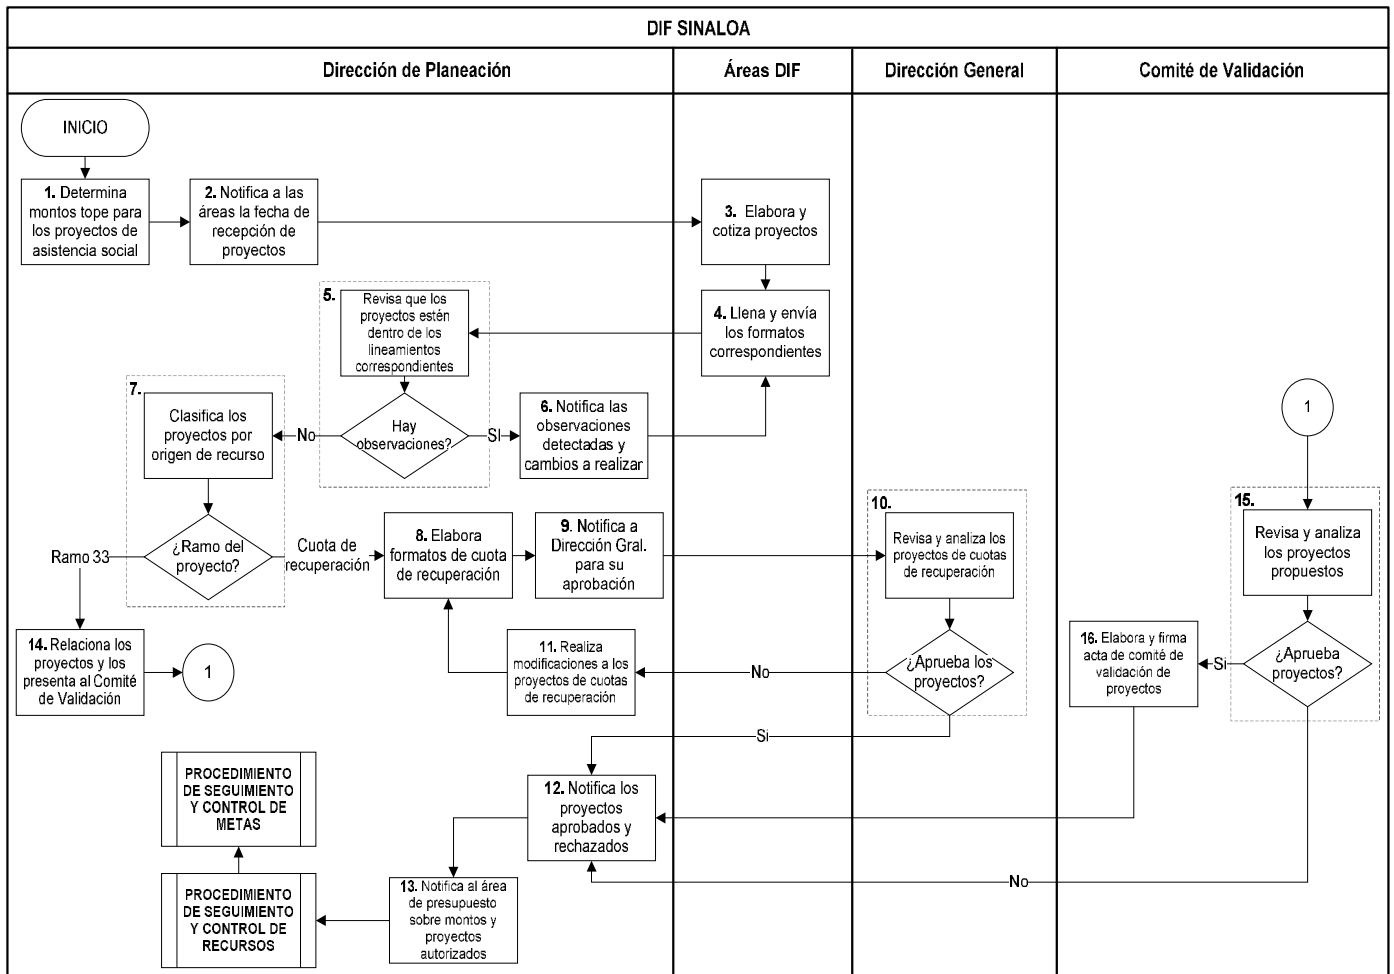 DIF SINALOA
Dirección de Planeación
Áreas DIF
Dirección General
Comité de Validación
INICIO
1. Determina
montos tope para
los proyectos de
asistencia social
2. Notifica a las
áreas la fecha de
recepción de
proyectos
3. Elabora y
cotiza proyectos
4. Llena y envía
los formatos
correspondientes
5.
Revisa que los
proyectos estén
dentro de los
lineamientos
correspondientes
Hay
observaciones?
No
SI
6. Notifica las
observaciones
detectadas y
cambios a realizar
7.
Clasifica los
proyectos por
origen de recurso
¿Ramo del
proyecto?
Ramo 33
Cuota de
recuperación
8. Elabora
formatos de cuota
de recuperación
9. Notifica a
Dirección Gral.
para su
aprobación
10.
Revisa y analiza los
proyectos de cuotas
de recuperación
¿Aprueba los
proyectos?
No
Si
11. Realiza
modificaciones a los
proyectos de cuotas
de recuperación
14. Relaciona los
proyectos y los
presenta al Comité
de Validación
1
1
15.
Revisa y analiza
los proyectos
propuestos
¿Aprueba
proyectos?
Si
No
16. Elabora y firma
acta de comité de
validación de
proyectos
12. Notifica los
proyectos
aprobados y
rechazados
13. Notifica al área
de presupuesto
sobre montos y
proyectos
autorizados
PROCEDIMIENTO
DE SEGUIMIENTO
Y CONTROL DE
METAS
PROCEDIMIENTO
DE SEGUIMIENTO
Y CONTROL DE
RECURSOS